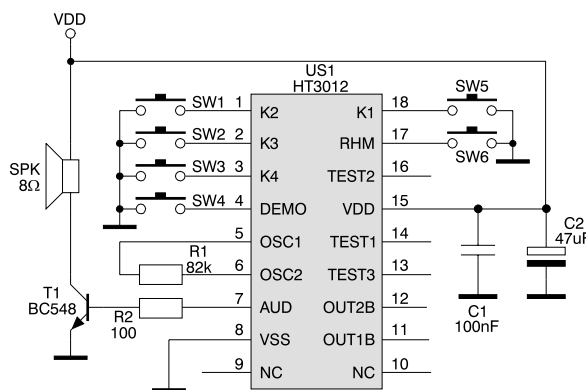 VDD
US1
HT3012
SW1 1 K2 K1 18 SW5
SW2 2 K3 RHM 17 SW6
SW3 3 K4 TEST2 16
SW4 4 DEMO VDD 15
5 OSC1 TEST1 14
6 OSC2 TEST3 13
7 AUD OUT2B 12
8 VSS OUT1B 11
9 NC NC 10
SPK
8Ω
R1
82k
T1
BC548
R2
100
C1
100nF
C2
47uF